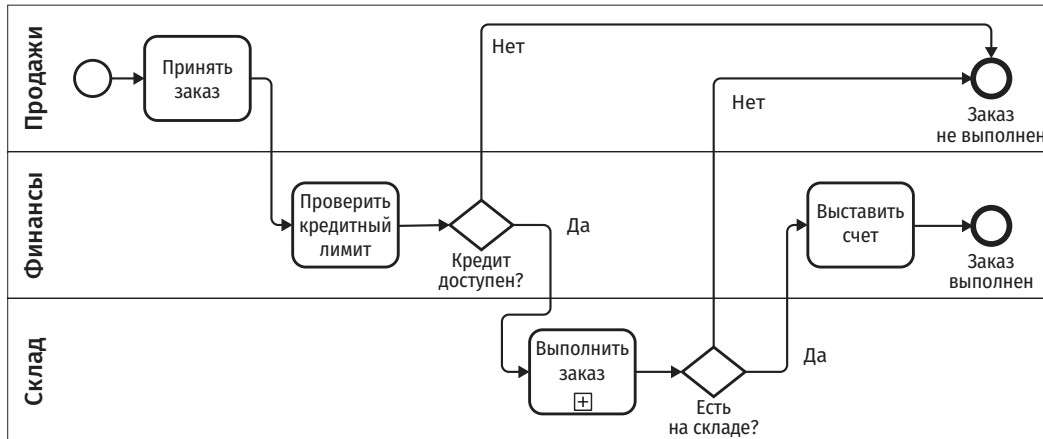 Продажи
Принять
заказ
Нет
Нет
Заказ
не выполнен
Финансы
Проверить
кредитный
лимит
Кредит
доступен?
Да
Выставить
счет
Заказ
выполнен
Склад
Выполнить
заказ
Есть
на складе?
Да